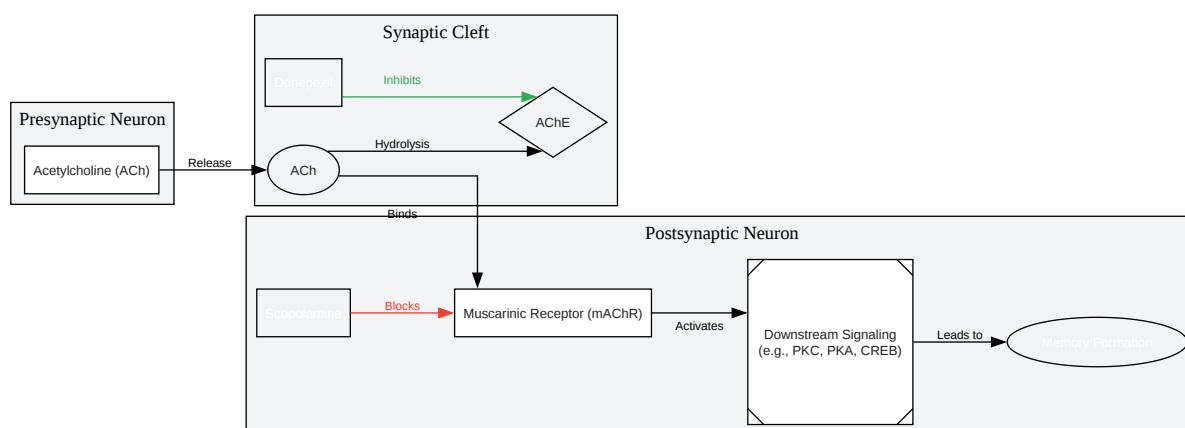 Synaptic Cleft
Donepezil
Inhibits
AChE
Presynaptic Neuron
Acetylcholine (ACh)
Release
ACh
Hydrolysis
Binds
Postsynaptic Neuron
Scopolamine
Blocks
Muscarinic Receptor (mAChR)
Activates
Downstream Signaling
(e.g., PKC, PKA, CREB)
Leads to
Memory Formation